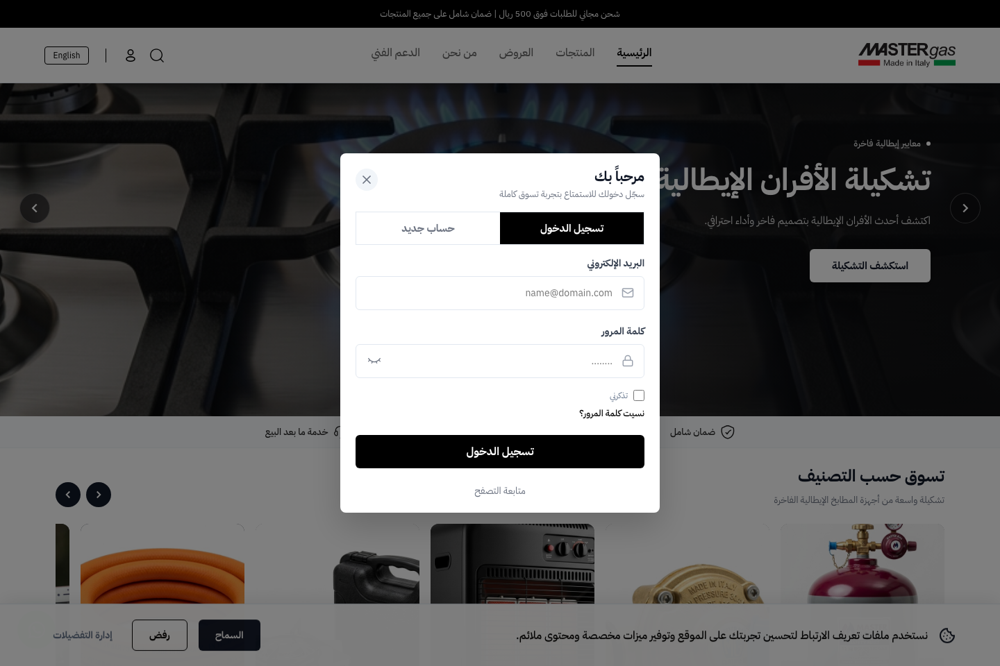 شحن مجاني للطلبات فوق 500 ريال | ضمان شامل على جميع المنتجات
MASTERgas
Made in Italy
الرئيسية
المنتجات
العروض
من نحن
الدعم الفني
English
معايير إيطالية فاخرة
تشكيلة الأفران الإيطالية
اكتشف أحدث الأفران الإيطالية بتصميم فاخر وأداء احترافي.
استكشف التشكيلة
مرحباً بك
سجّل دخولك للاستمتاع بتجربة تسوق كاملة
تسجيل الدخول
حساب جديد
البريد الإلكتروني
name@domain.com
كلمة المرور
........
تذكرني
نسيت كلمة المرور؟
تسجيل الدخول
متابعة التصفح
ضمان شامل
خدمة ما بعد البيع
تسوق حسب التصنيف
تشكيلة واسعة من أجهزة المطابخ الإيطالية الفاخرة
MADE IN ITALY
نستخدم ملفات تعريف الارتباط لتحسين تجربتك على الموقع وتوفير ميزات مخصصة ومحتوى ملائم.
السماح
رفض
إدارة التفضيلات